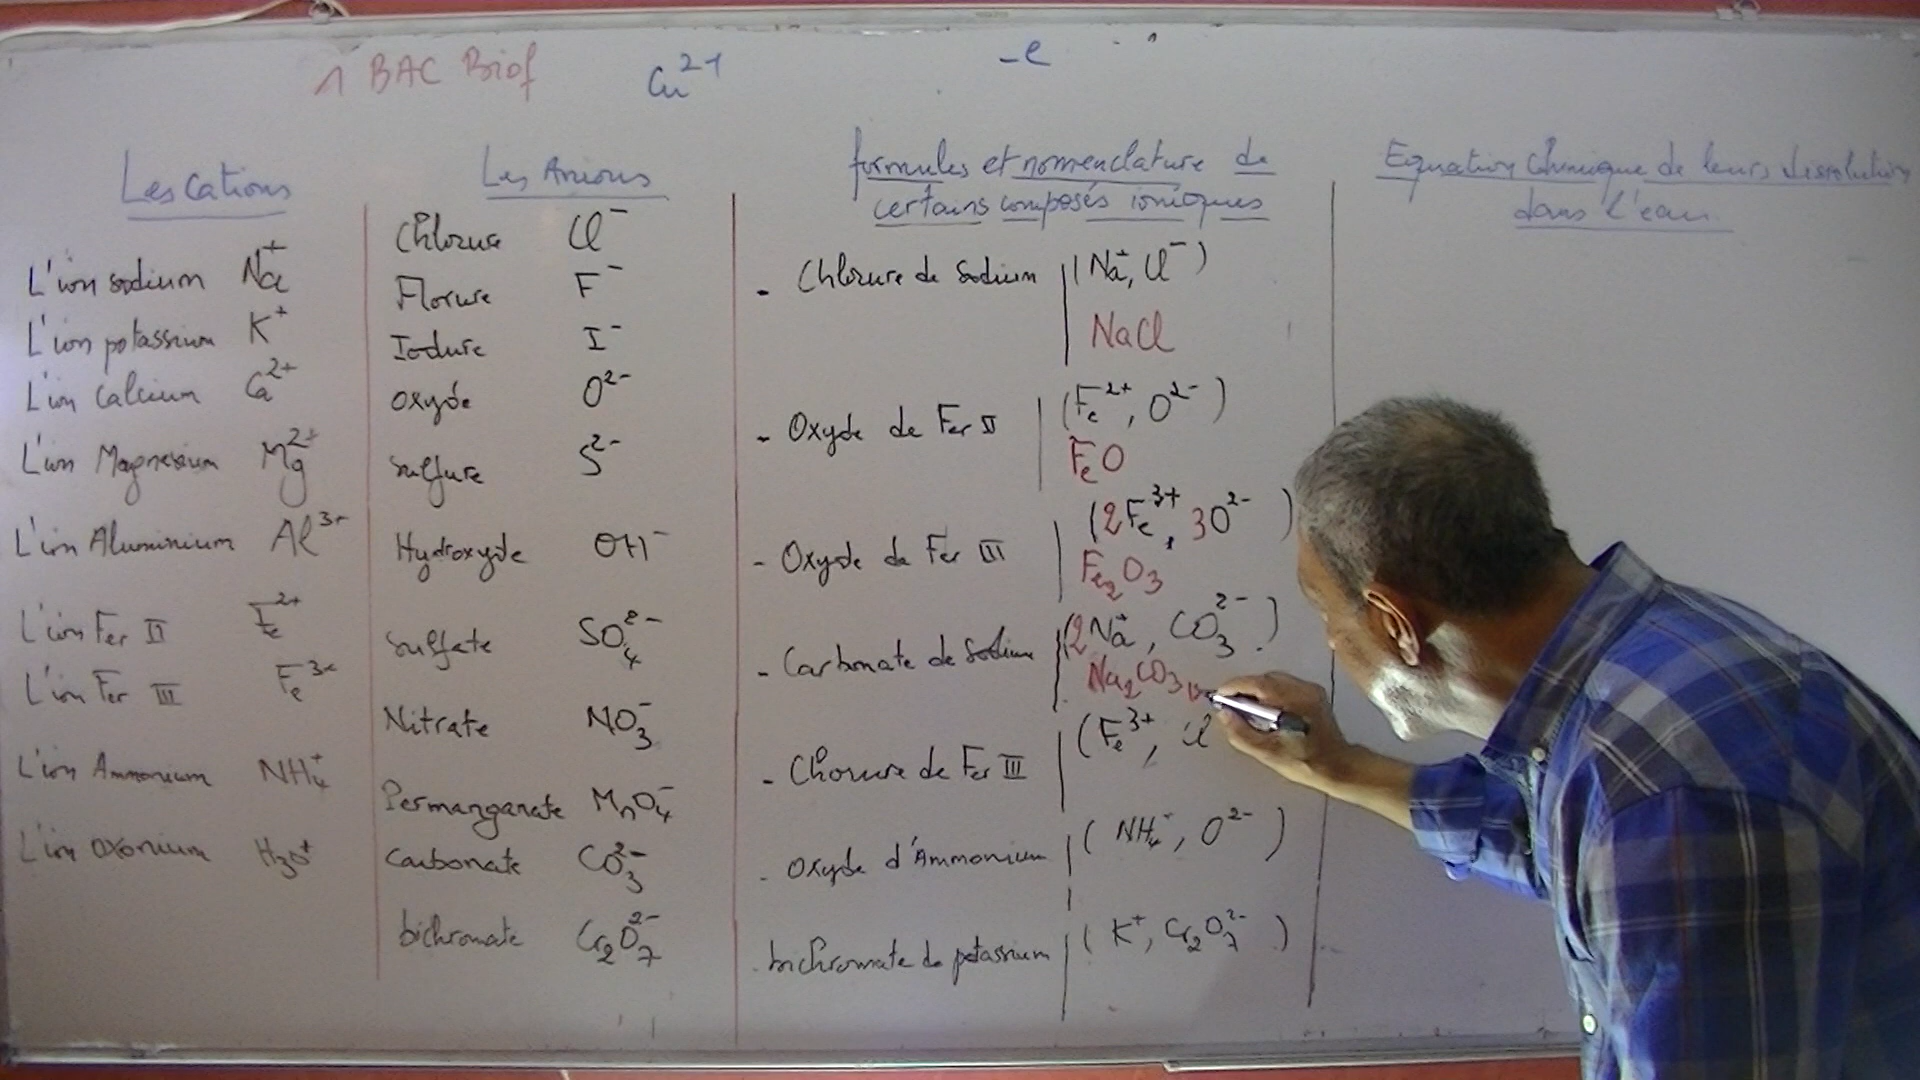 1 BAC Biof
Cu²⁺
-e
Les Cations
L'ion sodium Na⁺
L'ion potassium K⁺
L'ion Calcium Ca²⁺
L'ion Magnesium Mg²⁺
L'ion Aluminium Al³⁺
L'ion Fer II Fe²⁺
L'ion Fer III Fe³⁺
L'ion Ammonium NH₄⁺
L'ion Oxonium H₃O⁺
Les Anions
Chlorure Cl⁻
Florure F⁻
Iodure I⁻
oxyde O²⁻
sulfure S²⁻
Hydroxyde OH⁻
sulfate SO₄²⁻
Nitrate NO₃⁻
Permanganate MnO₄⁻
Carbonate CO₃²⁻
bichromate Cr₂O₇²⁻
formules et nomenclature de
certains composés ioniques
- Chlorure de Sodium (Na⁺, Cl⁻)
NaCl
- Oxyde de Fer II (Fe²⁺, O²⁻)
FeO
- Oxyde de Fer III (2Fe³⁺, 3O²⁻)
Fe₂O₃
- Carbonate de Sodium (2Na⁺, CO₃²⁻)
Na₂CO₃
- Chorure de Fer III (Fe³⁺, Cl
- Oxyde d'Ammonium (NH₄⁺, O²⁻)
bichromate de potassium (K⁺, Cr₂O₇²⁻)
Equation chimique de leurs dissolution
dans l'eau